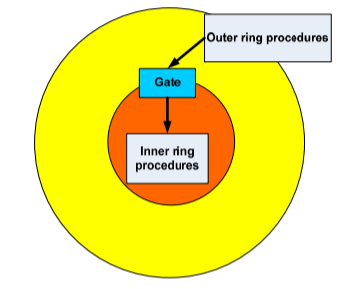 Outer ring procedures
Gate
Inner ring
procedures